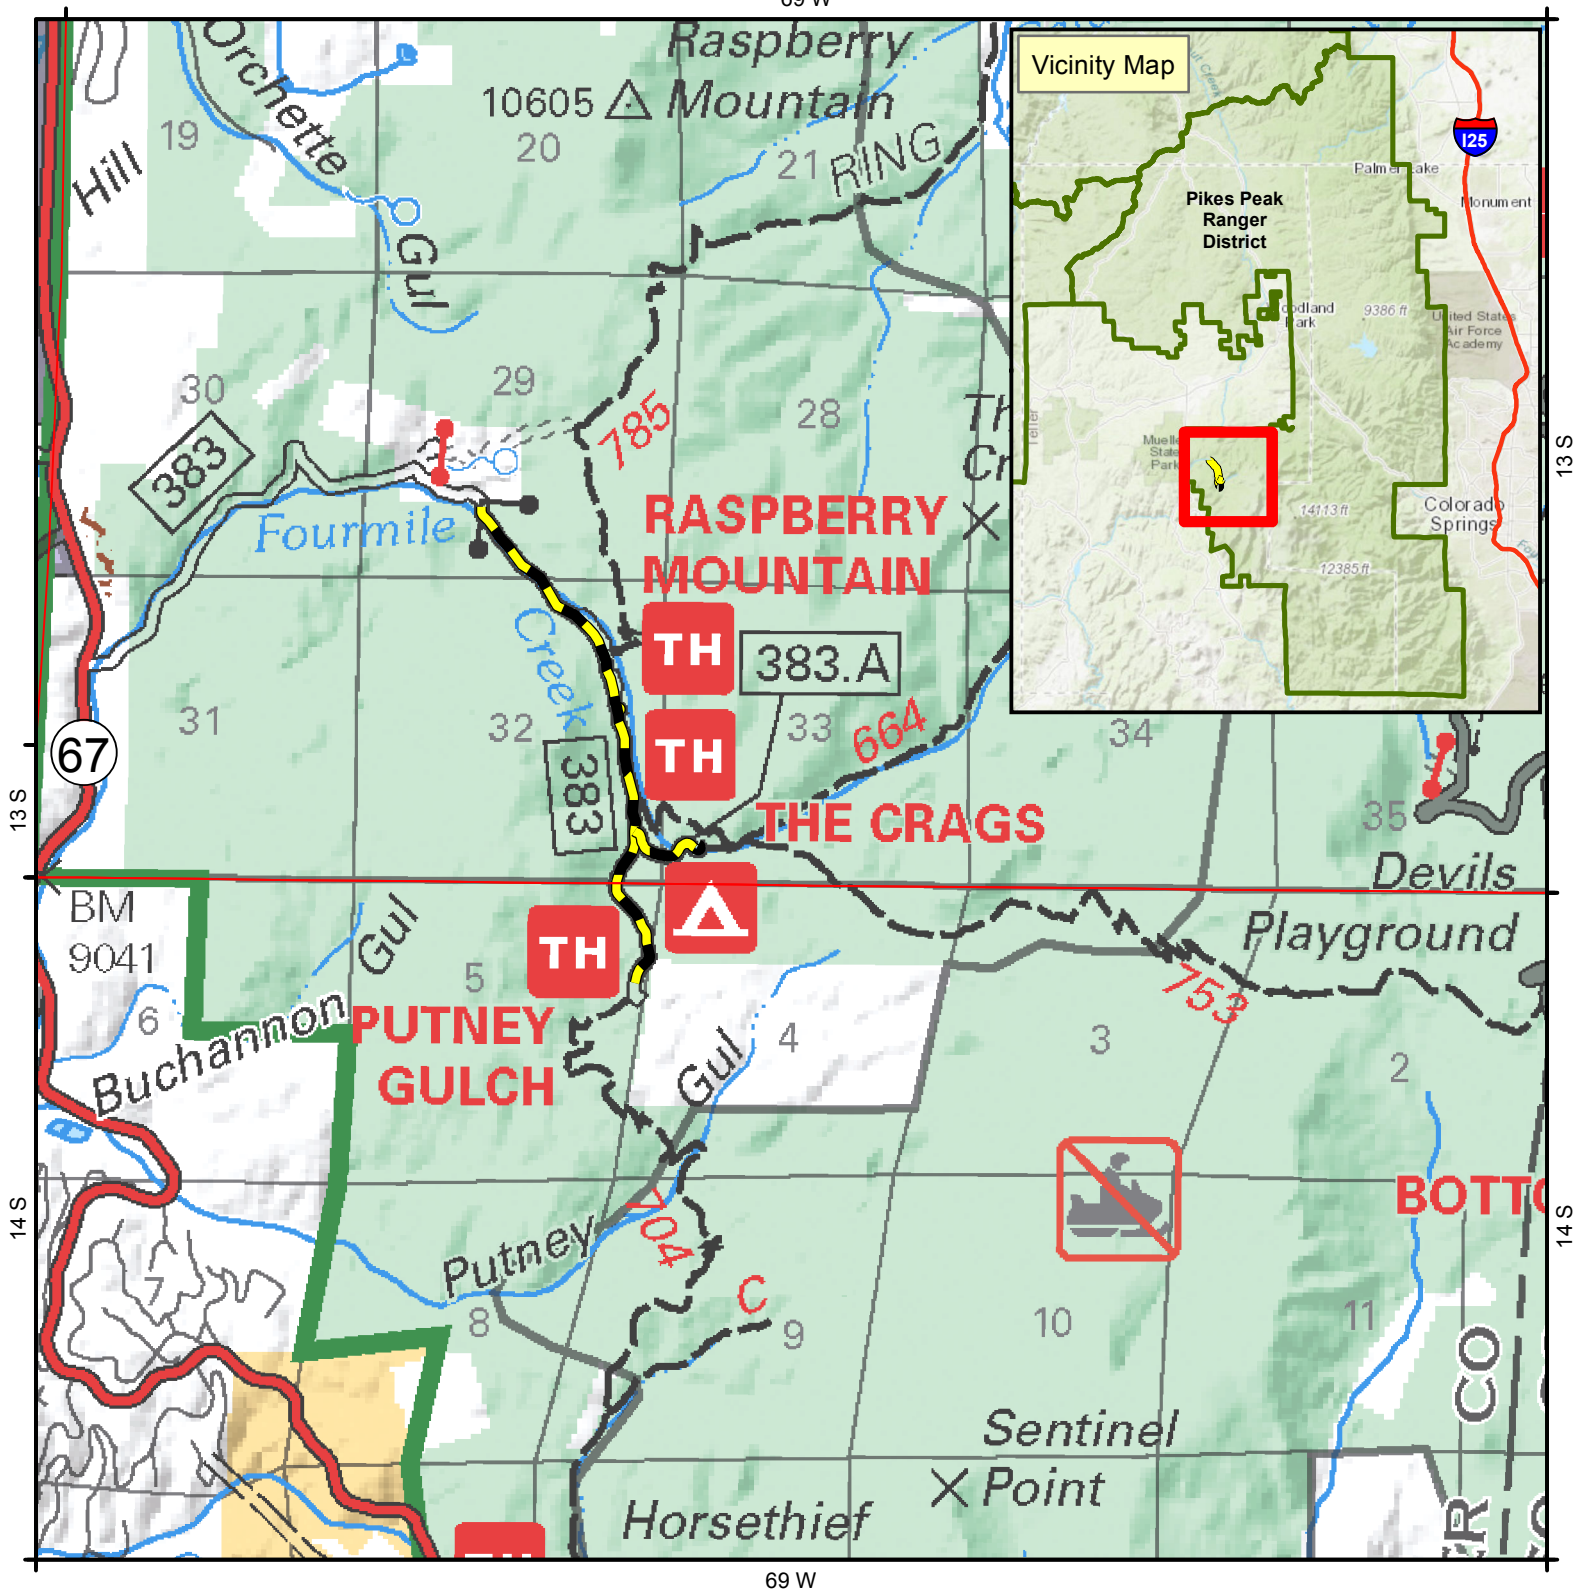 69 W
Orchette
Gul
Hill
19
Raspberry
10605 Mountain
20
21
RING
Vicinity Map
I25
Palmer Lake
Monument
Pikes Peak
Ranger
District
Woodland
Park
9386 ft
United States
Air Force
Academy
Teller
Mueller
State
Park
14113 ft
Colorado
Springs
12385 ft
30
29
28
785
383
Fourmile
Creek
RASPBERRY
MOUNTAIN
TH
383.A
TH
31
32
33
34
664
383
67
THE CRAGS
35
13 S
13 S
Devils
Playground
BM
9041
Gul
Buchannon
TH
5
6
PUTNEY
GULCH
4
Gul
3
2
753
14 S
14 S
BOTTO
704
Putney
7
8
C
9
10
11
CO
Sentinel
Point
Horsethief
69 W